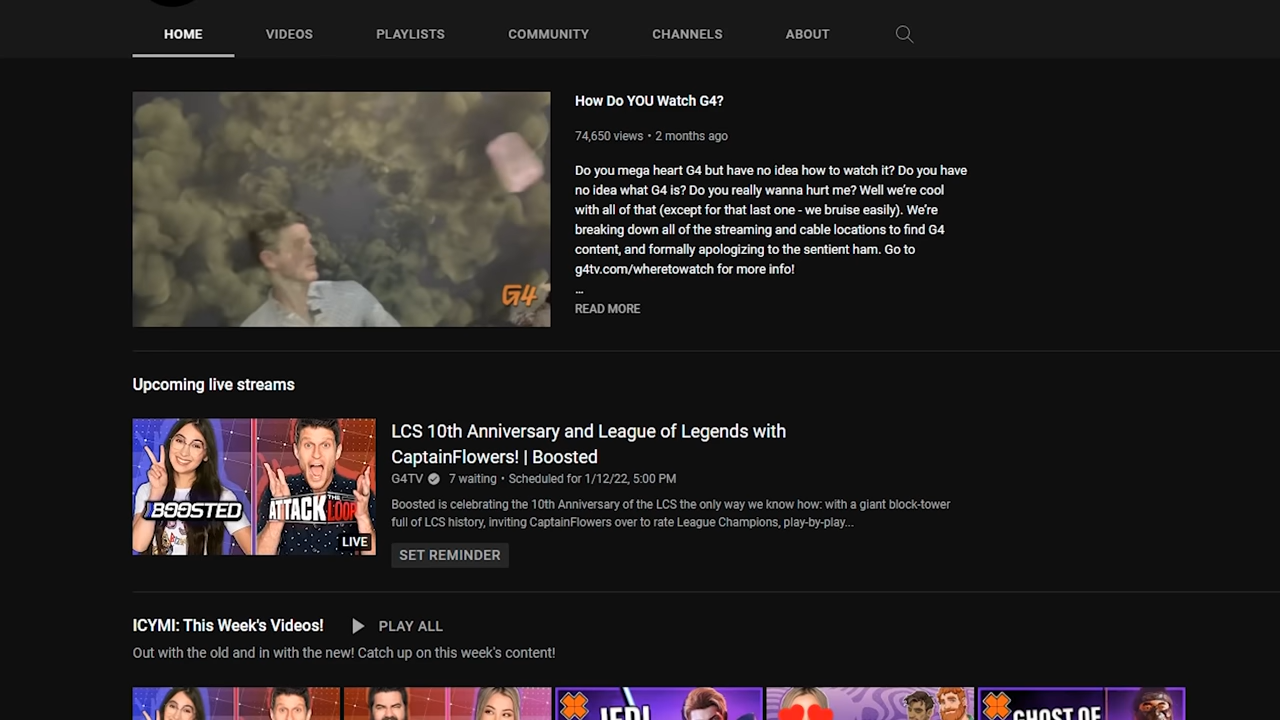 HOME VIDEOS PLAYLISTS COMMUNITY CHANNELS ABOUT
How Do YOU Watch G4?
74,650 views • 2 months ago
Do you mega heart G4 but have no idea how to watch it? Do you have
no idea what G4 is? Do you really wanna hurt me? Well we're cool
with all of that (except for that last one - we bruise easily). We're
breaking down all of the streaming and cable locations to find G4
content, and formally apologizing to the sentient ham. Go to
g4tv.com/wheretowatch for more info!
...
READ MORE
G4
Upcoming live streams
BOOSTED
ATTACK THE LOOP
LIVE
LCS 10th Anniversary and League of Legends with
CaptainFlowers! | Boosted
G4TV 7 waiting • Scheduled for 1/12/22, 5:00 PM
Boosted is celebrating the 10th Anniversary of the LCS the only way we know how: with a giant block-tower
full of LCS history, inviting CaptainFlowers over to rate League Champions, play-by-play...
SET REMINDER
ICYMI: This Week's Videos! PLAY ALL
Out with the old and in with the new! Catch up on this week's content!
JEDI
GHOST OF